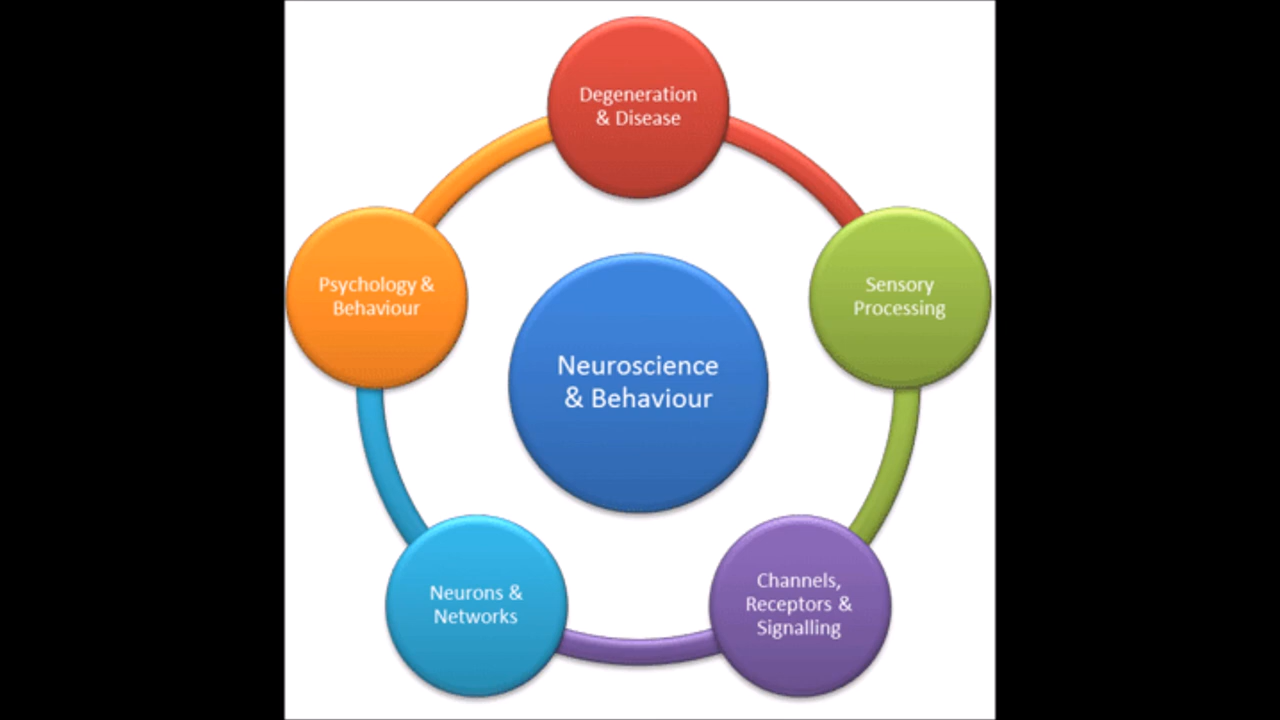 Degeneration
& Disease
Psychology &
Behaviour
Sensory
Processing
Neuroscience
& Behaviour
Neurons &
Networks
Channels,
Receptors &
Signalling